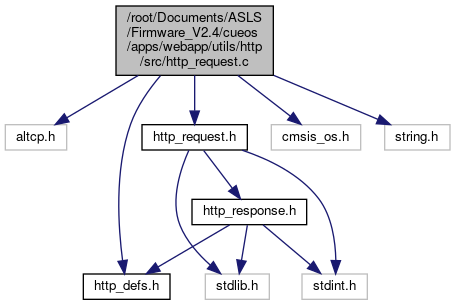 /root/Documents/ASLS
/Firmware_V2.4/cueos
/apps/webapp/utils/http
/src/http_request.c
altcp.h
http_request.h
cmsis_os.h
string.h
http_response.h
http_defs.h
stdlib.h
stdint.h